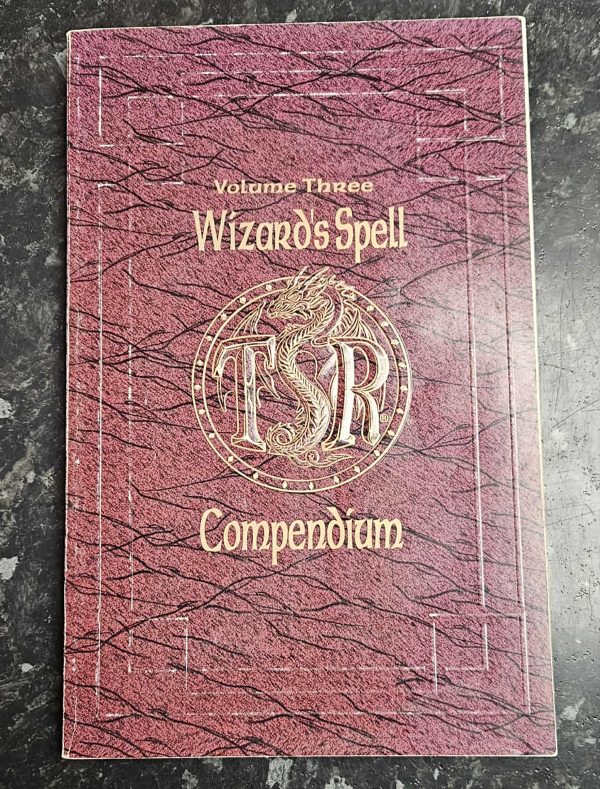 Volume Three
Wizard's Spell
TSR
®
Compendium